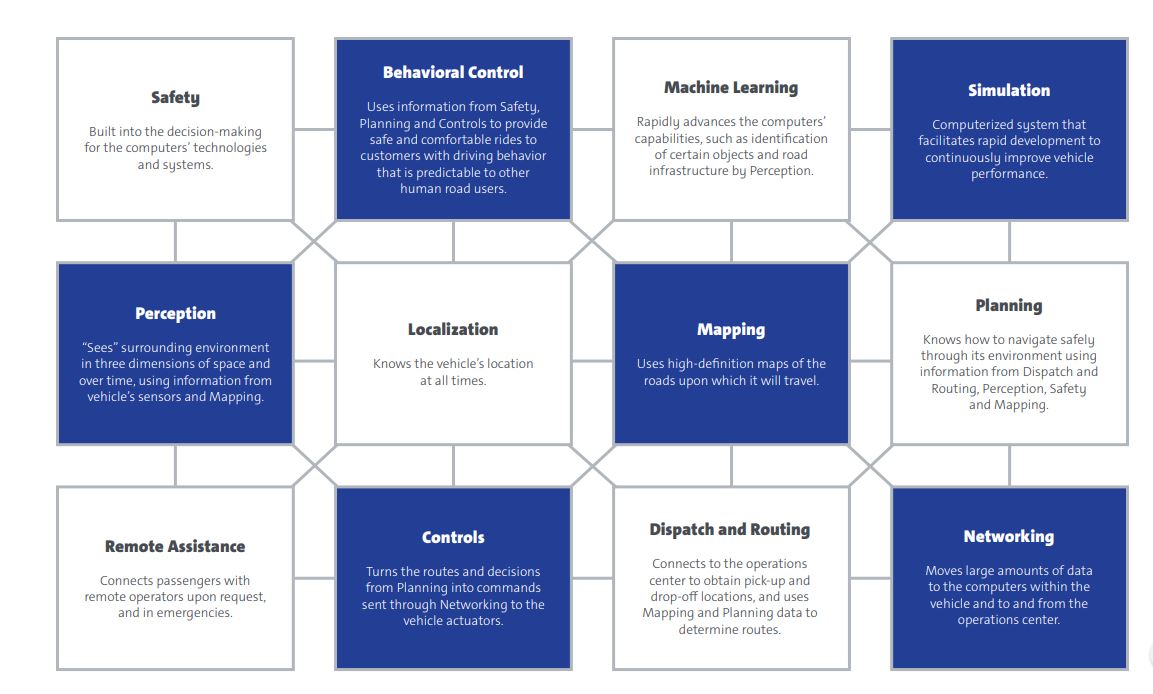 Safety
Built into the decision-making
for the computers’ technologies
and systems.
Behavioral Control
Uses information from Safety,
Planning and Controls to provide
safe and comfortable rides to
customers with driving behavior
that is predictable to other
human road users.
Machine Learning
Rapidly advances the computers’
capabilities, such as identification
of certain objects and road
infrastructure by Perception.
Simulation
Computerized system that
facilitates rapid development to
continuously improve vehicle
performance.
Perception
“Sees” surrounding environment
in three dimensions of space and
over time, using information from
vehicle’s sensors and Mapping.
Localization
Knows the vehicle’s location
at all times.
Mapping
Uses high-definition maps of the
roads upon which it will travel.
Planning
Knows how to navigate safely
through its environment using
information from Dispatch and
Routing, Perception, Safety
and Mapping.
Remote Assistance
Connects passengers with
remote operators upon request,
and in emergencies.
Controls
Turns the routes and decisions
from Planning into commands
sent through Networking to the
vehicle actuators.
Dispatch and Routing
Connects to the operations
center to obtain pick-up and
drop-off locations, and uses
Mapping and Planning data to
determine routes.
Networking
Moves large amounts of data
to the computers within the
vehicle and to and from the
operations center.